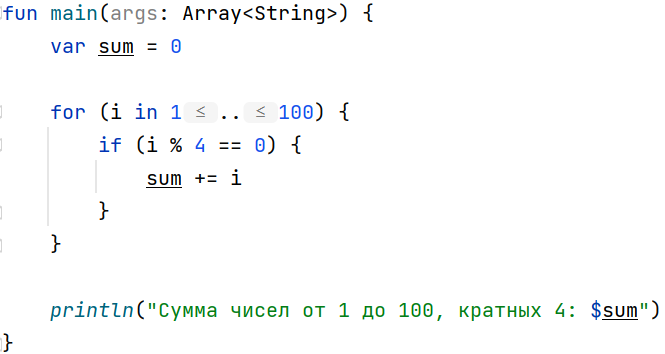 fun main(args: Array<String>) {
    var sum = 0

    for (i in 1 ≤ .. ≤ 100) {
        if (i % 4 == 0) {
            sum += i
        }
    }

    println("Сумма чисел от 1 до 100, кратных 4: $sum")
}